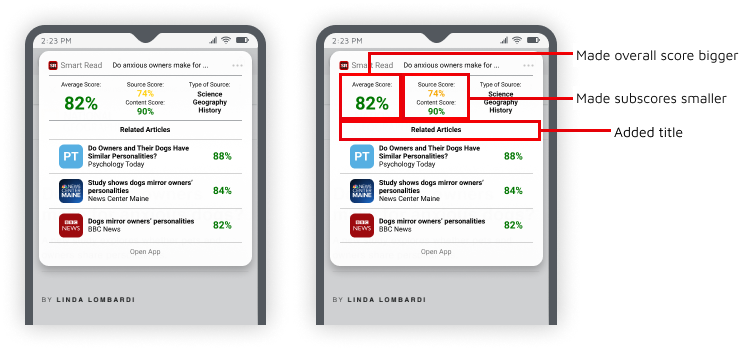 2:23 PM
SR Smart Read Do anxious owners make for ...
Average Score:
82%
Source Score:
74%
Content Score:
90%
Type of Source:
Science
Geography
History
Related Articles
PT
Do Owners and Their Dogs Have
Similar Personalities?
Psychology Today
88%
NEWS
CENTER
MAINE
Study shows dogs mirror owners'
personalities
News Center Maine
84%
BBC
NEWS
Dogs mirror owners' personalities
BBC News
82%
Open App
BY LINDA LOMBARDI
2:23 PM
SR Smart Read Do anxious owners make for ...
Average Score:
82%
Source Score:
74%
Content Score:
90%
Type of Source:
Science
Geography
History
Related Articles
PT
Do Owners and Their Dogs Have
Similar Personalities?
Psychology Today
88%
NEWS
CENTER
MAINE
Study shows dogs mirror owners'
personalities
News Center Maine
84%
BBC
NEWS
Dogs mirror owners' personalities
BBC News
82%
Open App
BY LINDA LOMBARDI
Made overall score bigger
Made subscores smaller
Added title